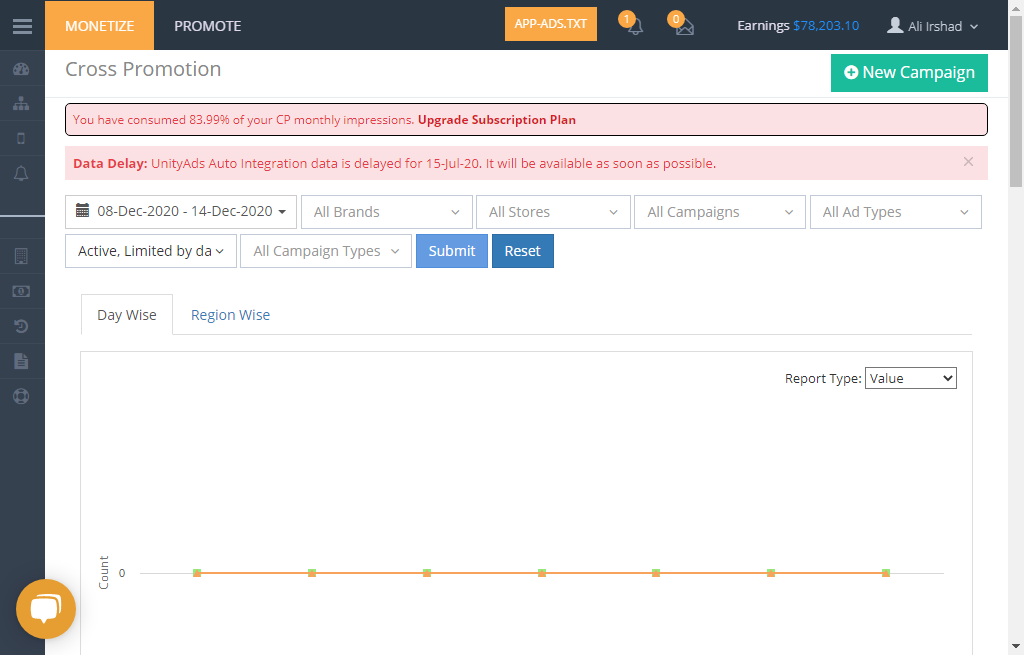 MONETIZE PROMOTE APP-ADS.TXT 1 0 Earnings $78,203.10 Ali Irshad
Cross Promotion New Campaign
You have consumed 83.99% of your CP monthly impressions. Upgrade Subscription Plan
Data Delay: UnityAds Auto Integration data is delayed for 15-Jul-20. It will be available as soon as possible. ×
08-Dec-2020 - 14-Dec-2020 All Brands All Stores All Campaigns All Ad Types
Active, Limited by da All Campaign Types Submit Reset
Day Wise Region Wise
Report Type: Value
Count 0